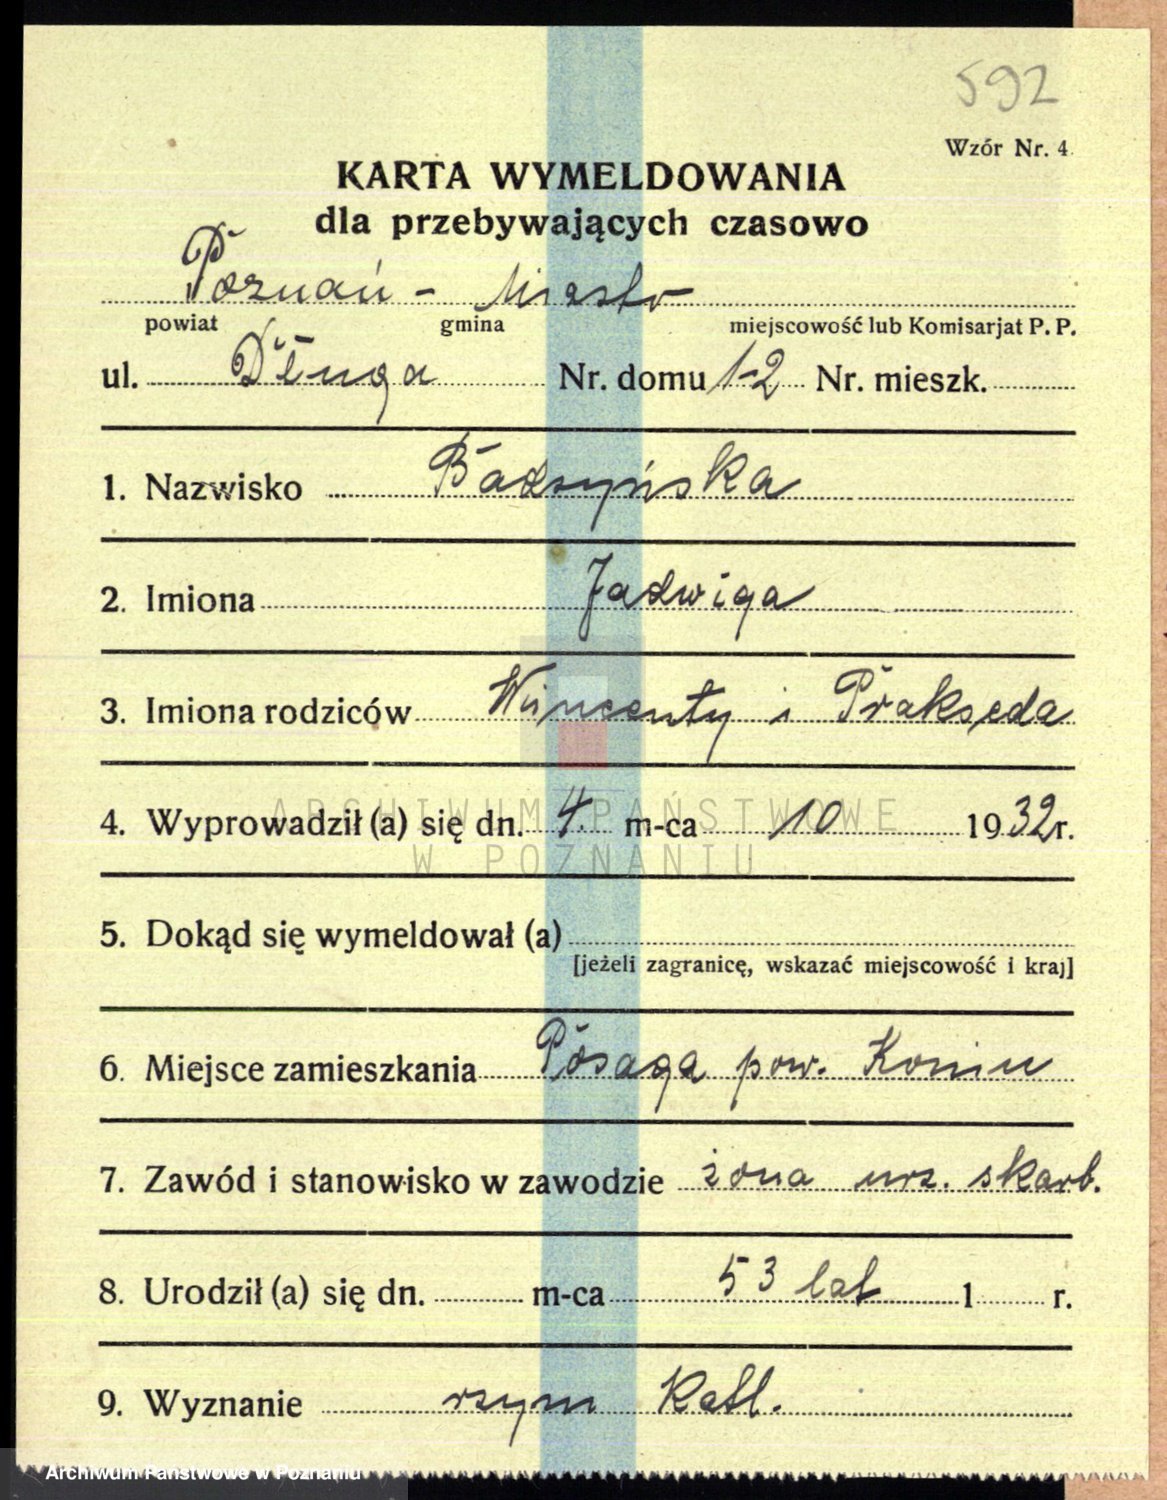 592
Wzór Nr. 4.
KARTA WYMELDOWANIA
dla przebywających czasowo
Poznań - Miasto
powiat gmina miejscowość lub Komisarjat P. P.
ul. Długa Nr. domu 1-2 Nr. mieszk.
1. Nazwisko Badzyńska
2. Imiona Jadwiga
3. Imiona rodziców Wincenty i Prakseda
4. Wyprowadził (a) się dn. 4. m-ca 10 1932 r.
ARCHIWUM PAŃSTWOWE
W POZNANIU
5. Dokąd się wymeldował (a)
[jeżeli zagranicę, wskazać miejscowość i kraj]
6. Miejsce zamieszkania Posaga pow. Konin
7. Zawód i stanowisko w zawodzie żona urz. skarb.
8. Urodził (a) się dn. m-ca 53 lat 1 r.
9. Wyznanie rzym Katl.
Archiwum Państwowe w Poznaniu